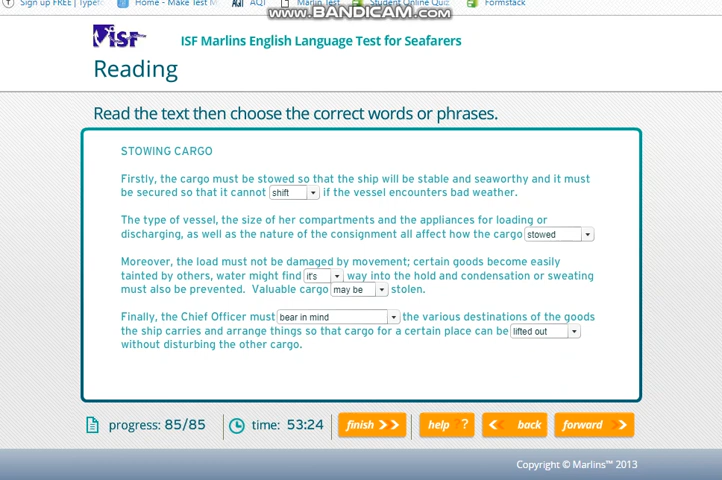 Sign up FREE | Typef
Home - Make Test M
AQT
AQI
Marlin Test
Student Online Quiz
Formstack
www.BANDICAM.com
ISF
ISF Marlins English Language Test for Seafarers
Reading
Read the text then choose the correct words or phrases.
STOWING CARGO
Firstly, the cargo must be stowed so that the ship will be stable and seaworthy and it must
be secured so that it cannot shift if the vessel encounters bad weather.
The type of vessel, the size of her compartments and the appliances for loading or
discharging, as well as the nature of the consignment all affect how the cargo stowed
Moreover, the load must not be damaged by movement; certain goods become easily
tainted by others, water might find it's way into the hold and condensation or sweating
must also be prevented. Valuable cargo may be stolen.
Finally, the Chief Officer must bear in mind the various destinations of the goods
the ship carries and arrange things so that cargo for a certain place can be lifted out
without disturbing the other cargo.
progress: 85/85 time: 53:24 finish >> help ?? << back forward >>
Copyright © Marlins™ 2013